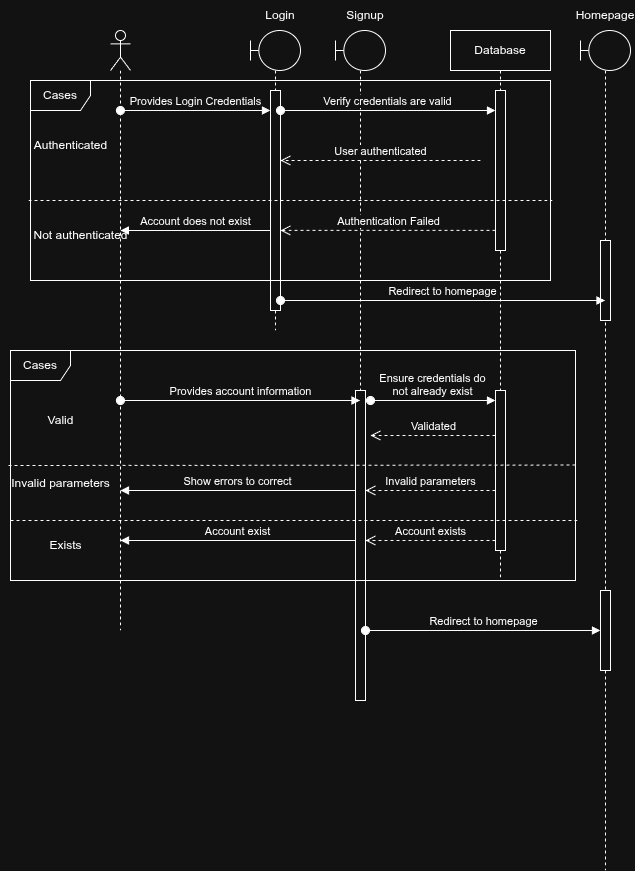 Login
Signup
Homepage
Database
Cases
Provides Login Credentials
Verify credentials are valid
Authenticated
User authenticated
Account does not exist
Authentication Failed
Not authenticated
Redirect to homepage
Cases
Ensure credentials do
not already exist
Provides account information
Valid
Validated
Invalid parameters
Show errors to correct
Invalid parameters
Account exist
Account exists
Exists
Redirect to homepage